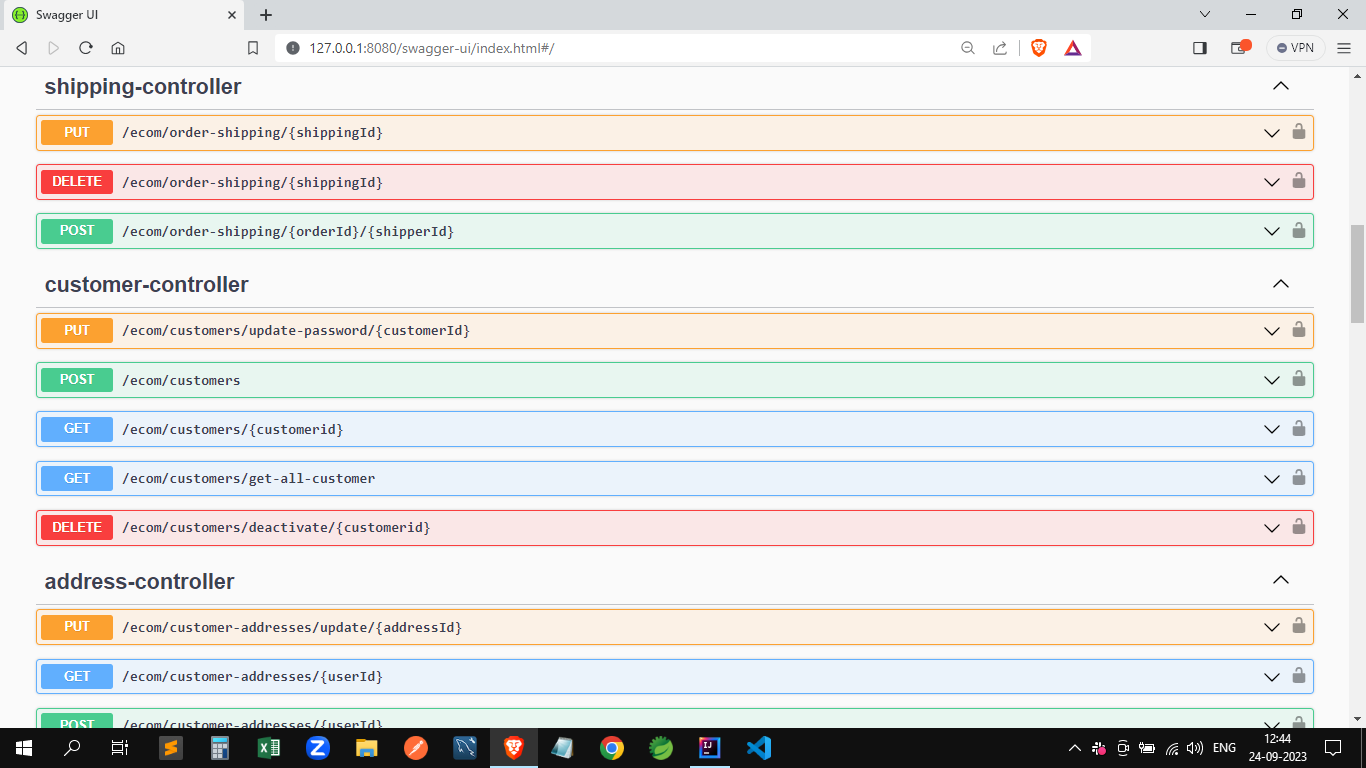 Swagger UI
127.0.0.1:8080/swagger-ui/index.html#/
VPN
shipping-controller
PUT /ecom/order-shipping/{shippingId}
DELETE /ecom/order-shipping/{shippingId}
POST /ecom/order-shipping/{orderId}/{shipperId}
customer-controller
PUT /ecom/customers/update-password/{customerId}
POST /ecom/customers
GET /ecom/customers/{customerid}
GET /ecom/customers/get-all-customer
DELETE /ecom/customers/deactivate/{customerid}
address-controller
PUT /ecom/customer-addresses/update/{addressId}
GET /ecom/customer-addresses/{userId}
POST /ecom/customer-addresses/{userId}
ENG
12:44
24-09-2023